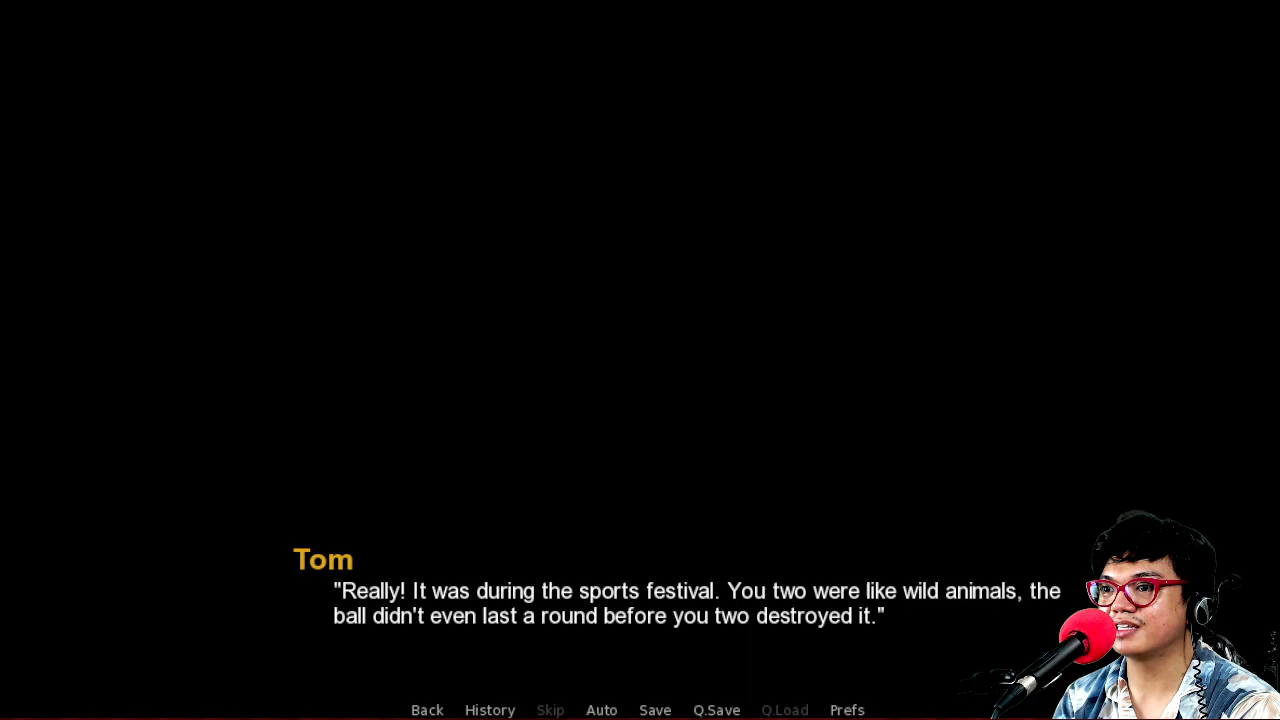 Tom
"Really! It was during the sports festival. You two were like wild animals, the
ball didn't even last a round before you two destroyed it."
Back History Skip Auto Save Q.Save Q.Load Prefs